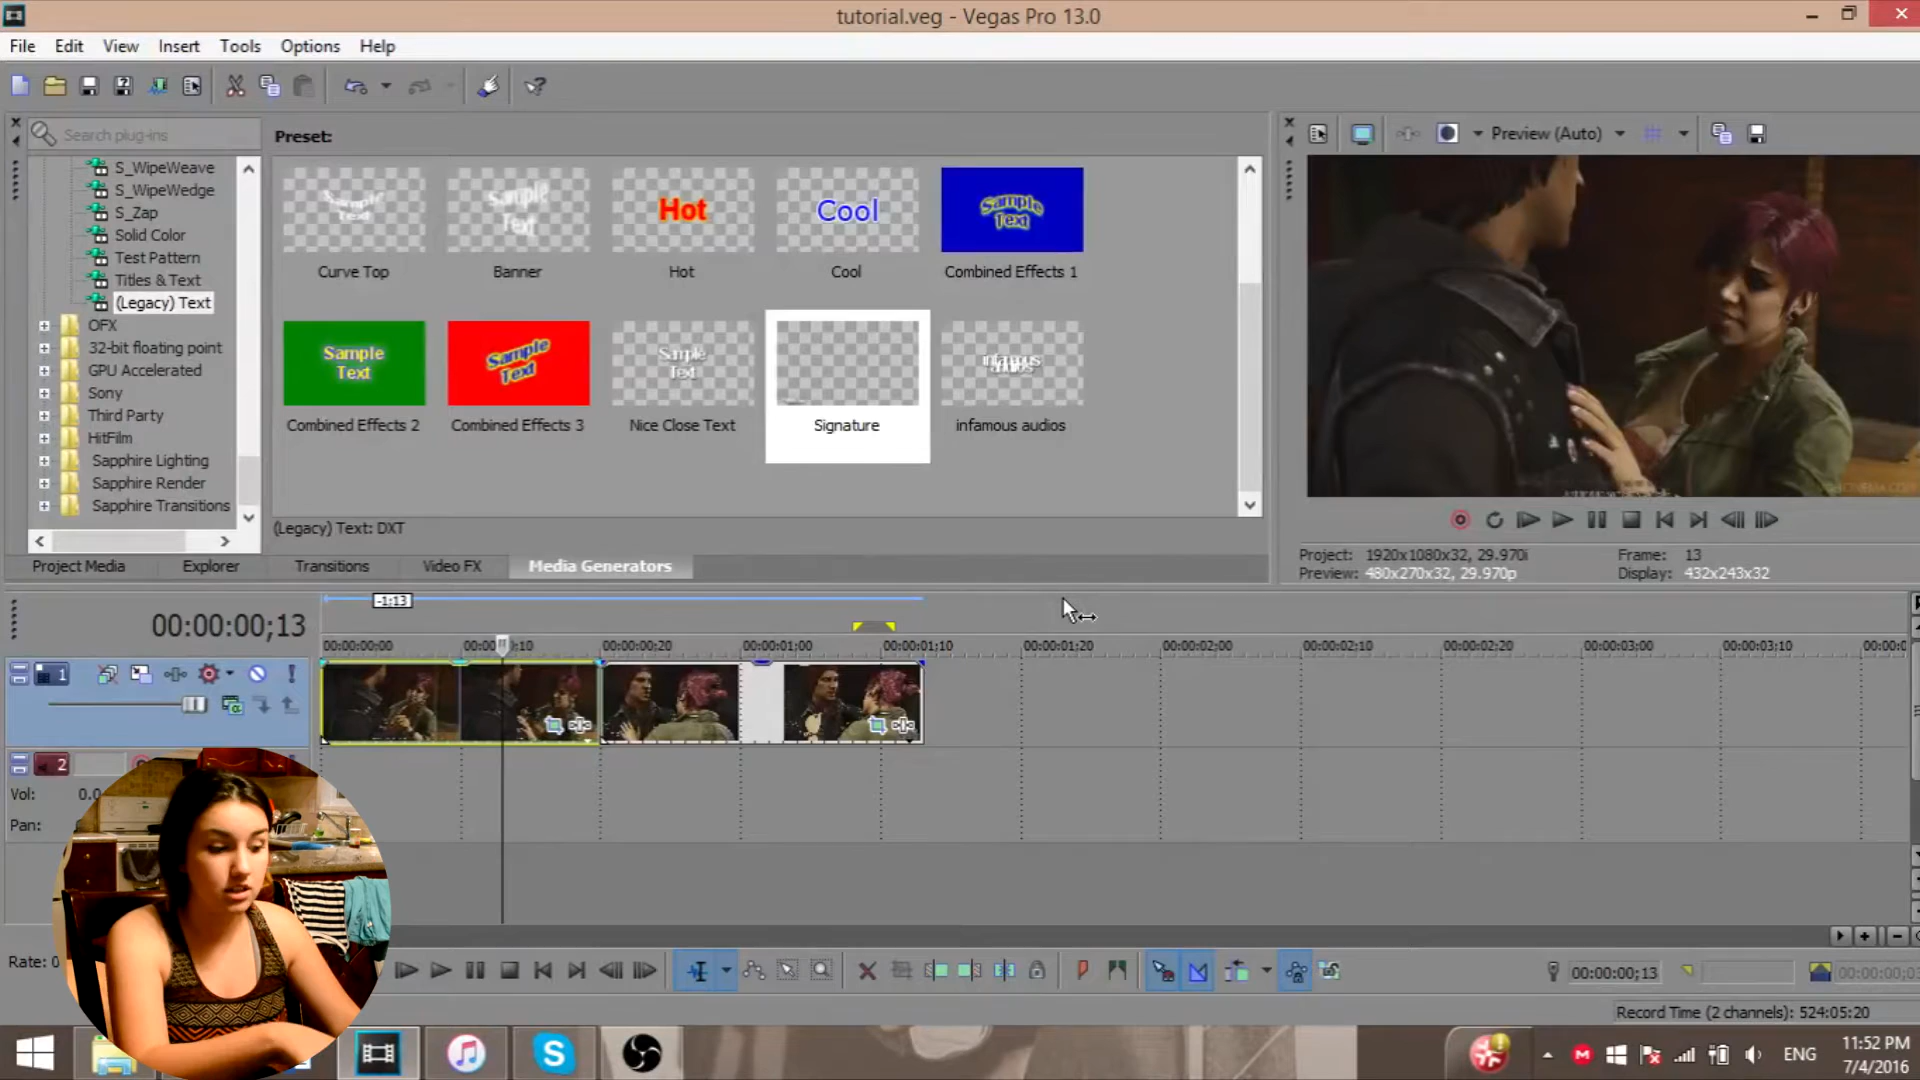 tutorial.veg - Vegas Pro 13.0
File Edit View Insert Tools Options Help
Search plug-ins
Preset:
Preview (Auto)
S_WipeWeave
S_WipeWedge
S_Zap
Solid Color
Test Pattern
Titles & Text
(Legacy) Text
OFX
32-bit floating point
GPU Accelerated
Sony
Third Party
HitFilm
Sapphire Lighting
Sapphire Render
Sapphire Transitions
Sample
Text
Sample
Text
Hot
Cool
Sample
Text
Curve Top Banner Hot Cool Combined Effects 1
Sample
Text
Sample
Text
Sample
Text
infamous
audios
Combined Effects 2 Combined Effects 3 Nice Close Text Signature infamous audios
(Legacy) Text: DXT
Project Media Explorer Transitions Video FX Media Generators
Project: 1920x1080x32, 29.970i Frame: 13
Preview: 480x270x32, 29.970p Display: 432x243x32
-1:13
00:00:00;13
00:00:00;00 00:00:00;10 00:00:00;20 00:00:01;00 00:00:01;10 00:00:01;20 00:00:02;00 00:00:02;10 00:00:02;20 00:00:03;00 00:00:03;10
1
2
Vol: 0.0
Pan:
Rate: 0
00:00:00;13
Record Time (2 channels): 524:05:20
ENG
11:52 PM
7/4/2016